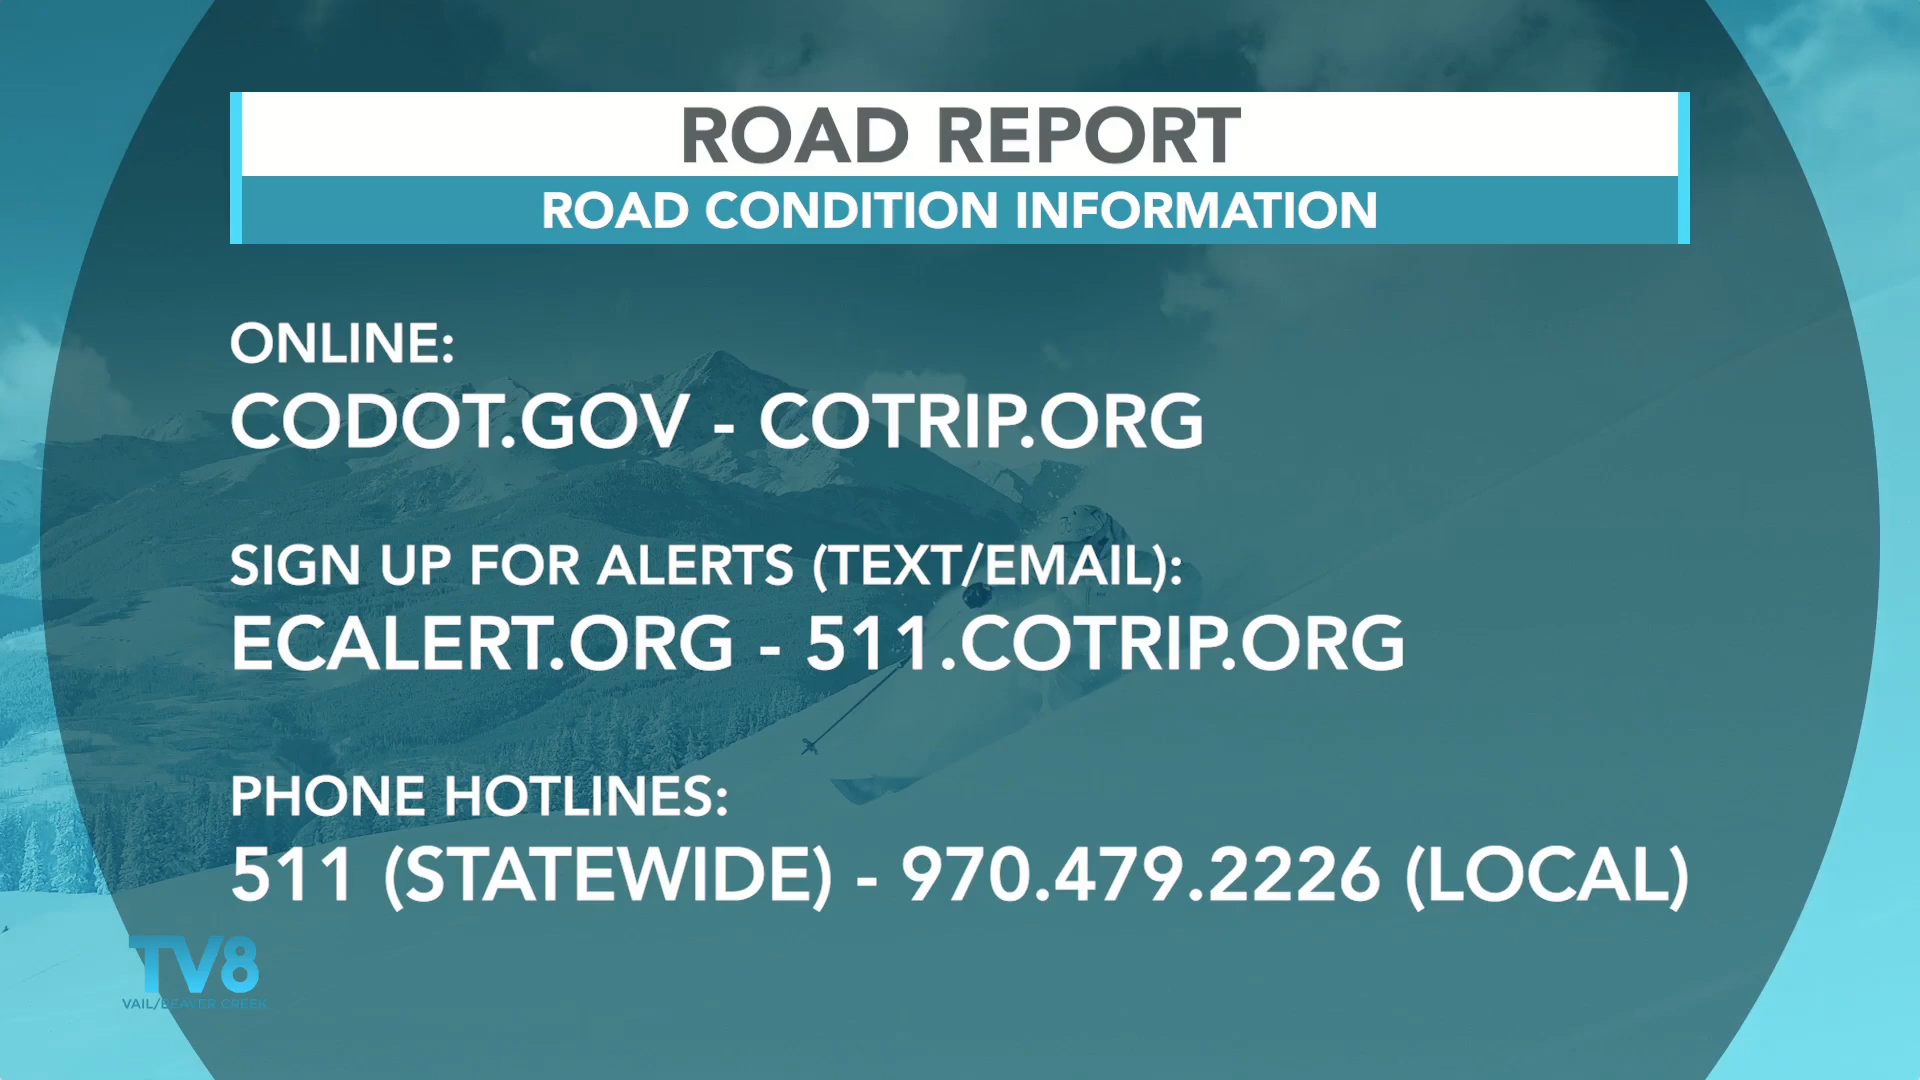 ROAD REPORT
ROAD CONDITION INFORMATION
ONLINE:
CODOT.GOV - COTRIP.ORG
SIGN UP FOR ALERTS (TEXT/EMAIL):
ECALERT.ORG - 511.COTRIP.ORG
PHONE HOTLINES:
511 (STATEWIDE) - 970.479.2226 (LOCAL)
TV8
VAIL/BEAVER CREEK